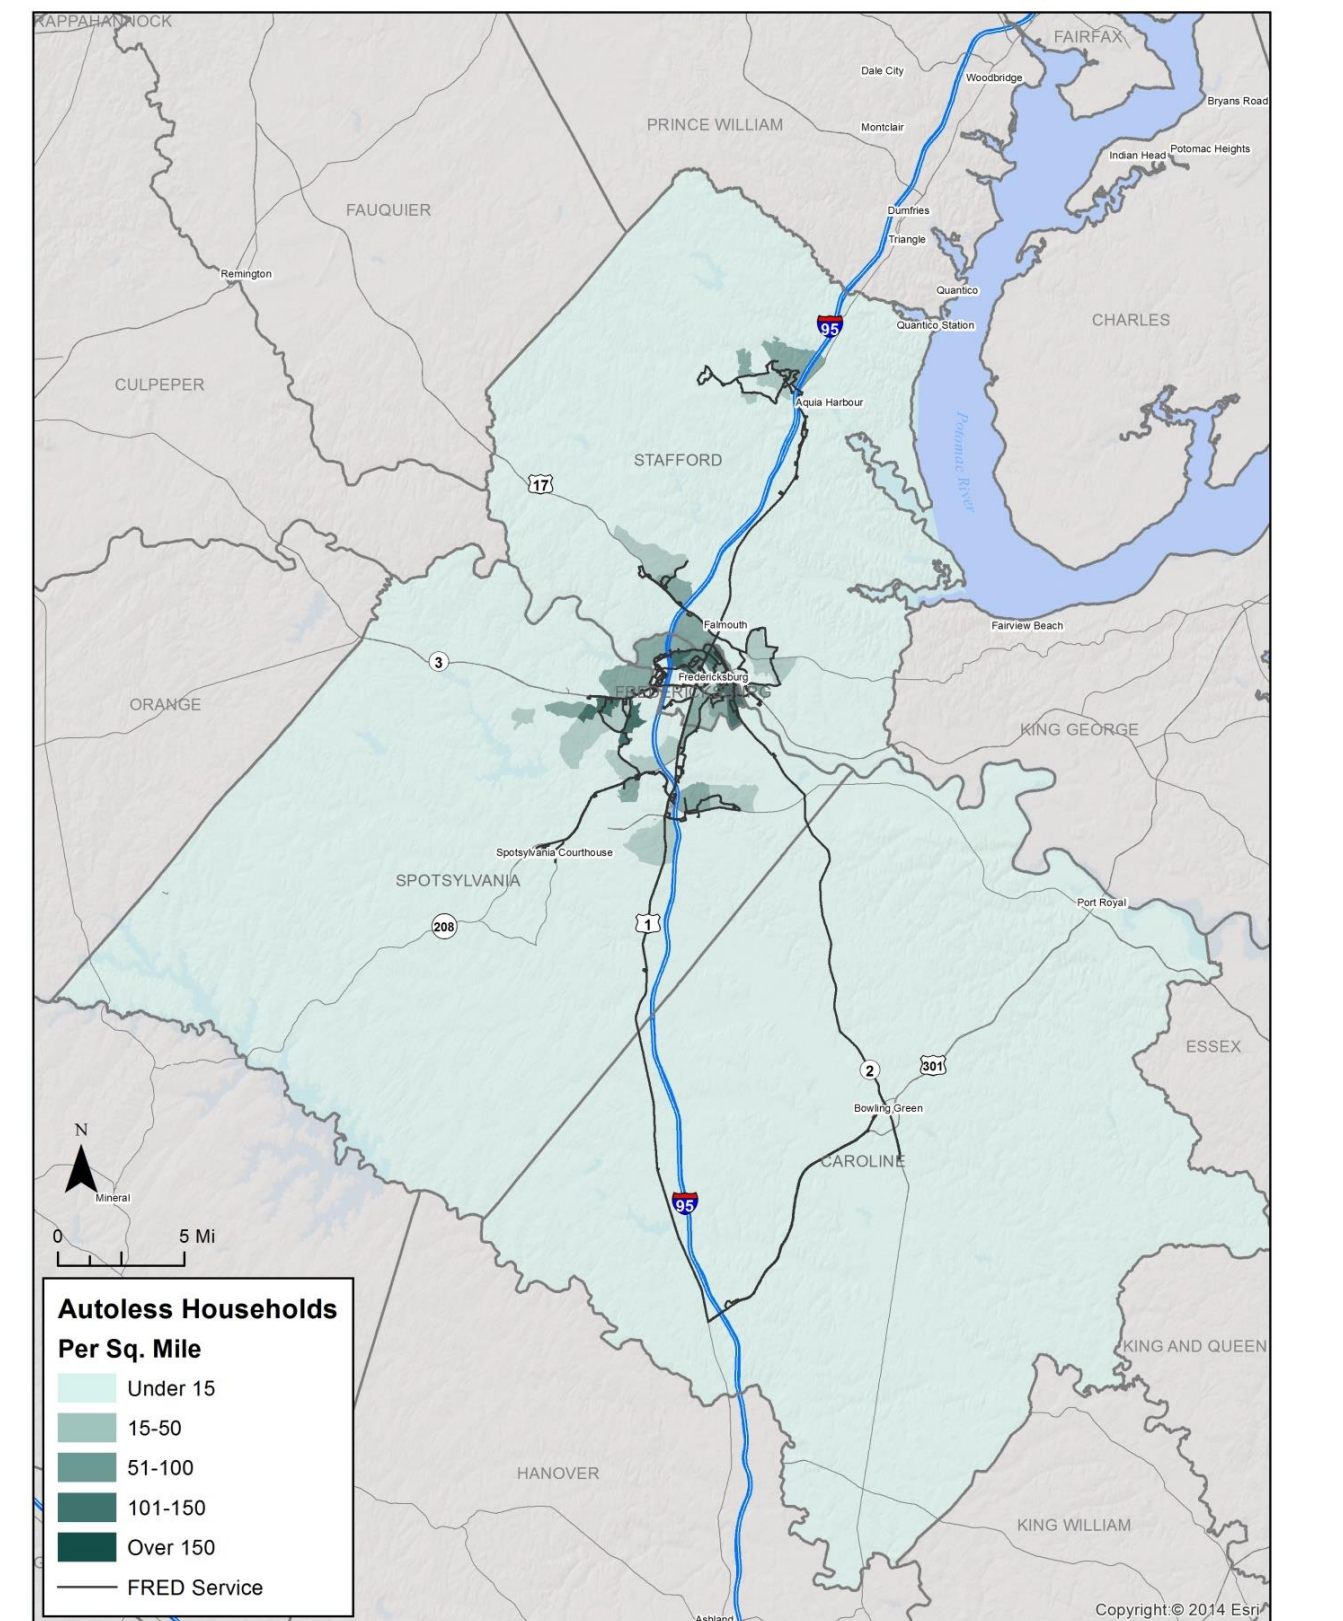 RAPPAHANNOCK
FAIRFAX
Dale City
Woodbridge
Bryans Road
PRINCE WILLIAM
Montclair
Indian Head
Potomac Heights
FAUQUIER
Dumfries
Triangle
Remington
Quantico
CHARLES
Quantico Station
95
CULPEPER
Aquia Harbour
Potomac River
STAFFORD
17
Falmouth
Fairview Beach
3
Fredericksburg
FREDERICKSBURG
ORANGE
KING GEORGE
Spotsylvania Courthouse
SPOTSYLVANIA
Port Royal
208
1
ESSEX
2
301
Bowling Green
N
CAROLINE
Mineral
95
0 5 Mi
Autoless Households
Per Sq. Mile
Under 15
15-50
51-100
101-150
Over 150
FRED Service
KING AND QUEEN
HANOVER
KING WILLIAM
Copyright:© 2014 Esri
Ashland